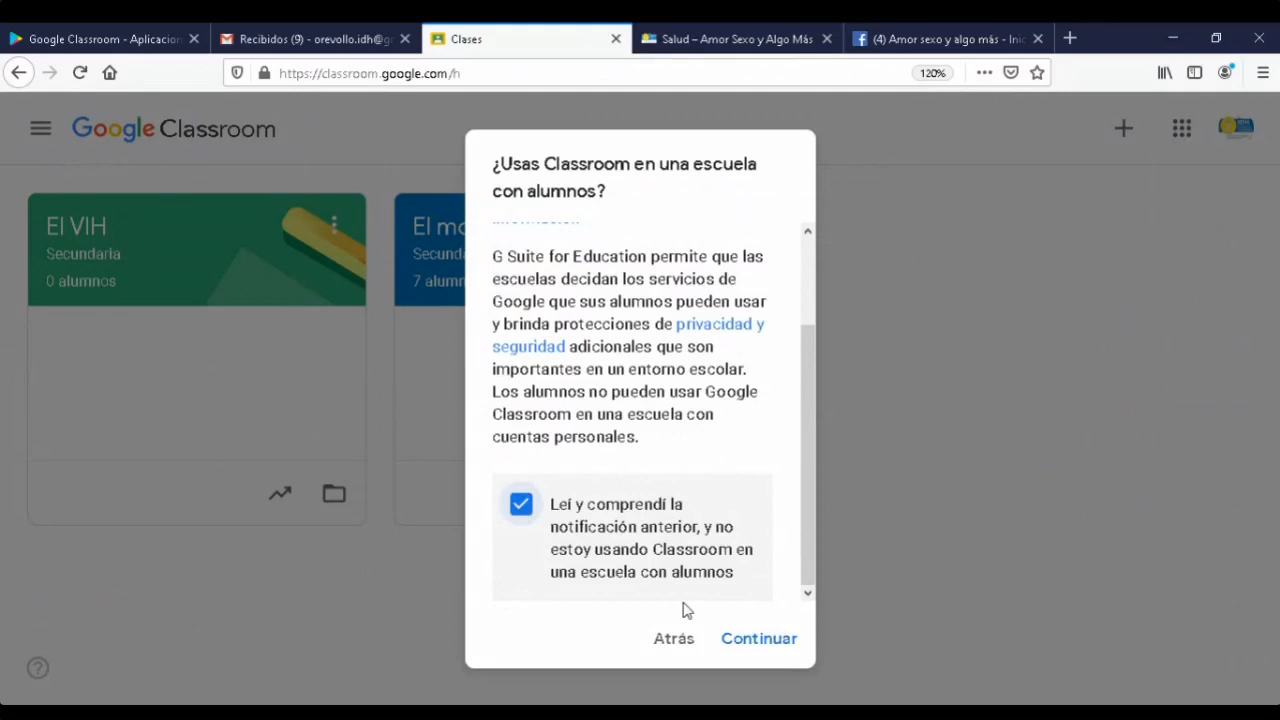 Google Classroom - Aplicacion
Recibidos (9) - orevollo.idh@g
Clases
Salud – Amor Sexo y Algo Más
(4) Amor sexo y algo más - Inic
https://classroom.google.com/h
120%
Google Classroom
El VIH
Secundaria
0 alumnos
El mo
Secund
7 alumn
¿Usas Classroom en una escuela
con alumnos?
G Suite for Education permite que las
escuelas decidan los servicios de
Google que sus alumnos pueden usar
y brinda protecciones de privacidad y
seguridad adicionales que son
importantes en un entorno escolar.
Los alumnos no pueden usar Google
Classroom en una escuela con
cuentas personales.
Leí y comprendí la
notificación anterior, y no
estoy usando Classroom en
una escuela con alumnos
Atrás Continuar